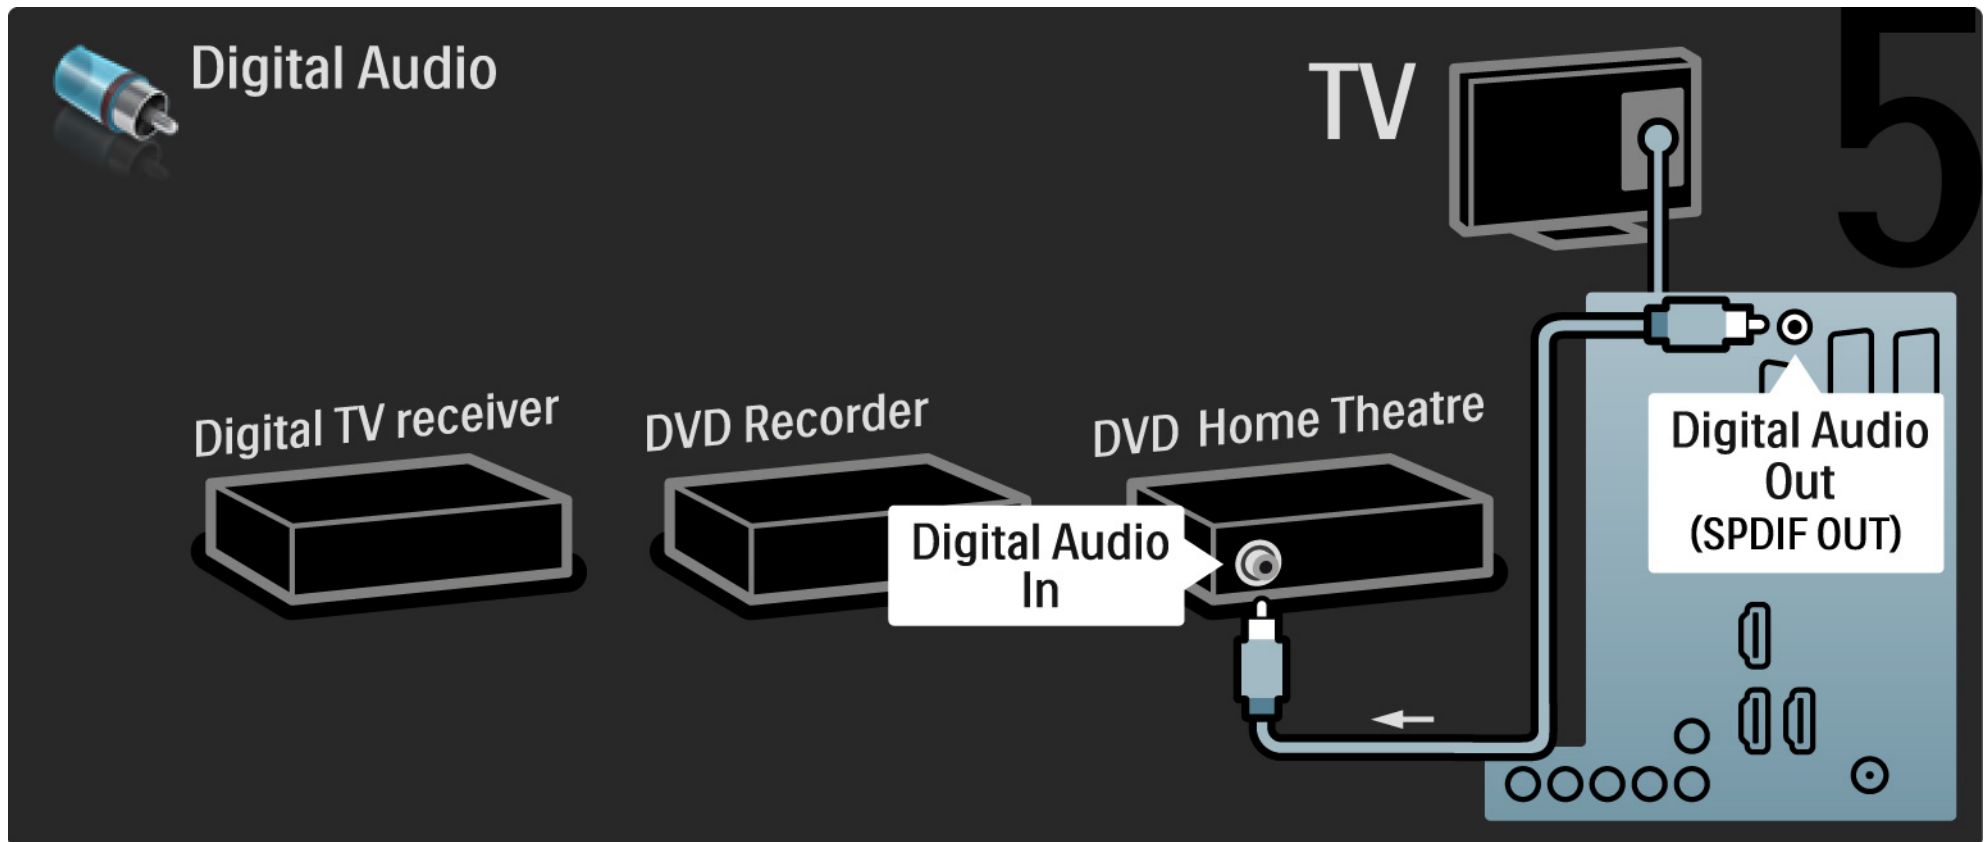 Digital Audio
TV
5
Digital TV receiver
DVD Recorder
DVD Home Theatre
Digital Audio
In
Digital Audio
Out
(SPDIF OUT)